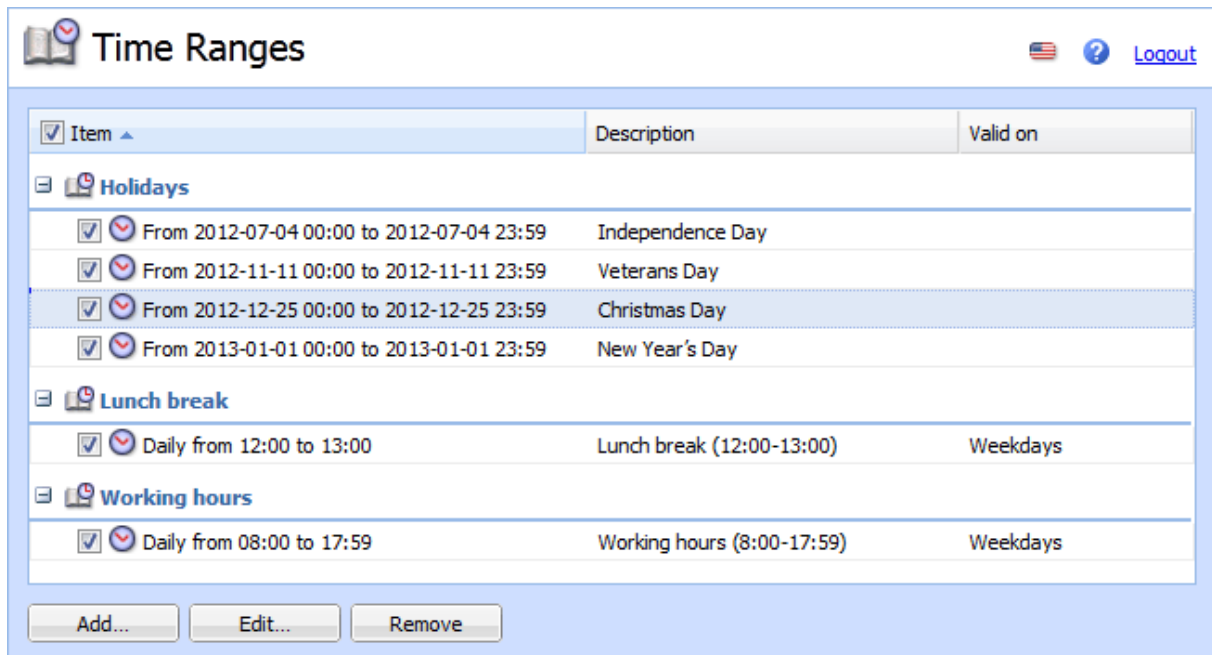 Time Ranges
? Logout
Item Description Valid on
Holidays
From 2012-07-04 00:00 to 2012-07-04 23:59 Independence Day
From 2012-11-11 00:00 to 2012-11-11 23:59 Veterans Day
From 2012-12-25 00:00 to 2012-12-25 23:59 Christmas Day
From 2013-01-01 00:00 to 2013-01-01 23:59 New Year’s Day
Lunch break
Daily from 12:00 to 13:00 Lunch break (12:00-13:00) Weekdays
Working hours
Daily from 08:00 to 17:59 Working hours (8:00-17:59) Weekdays
Add... Edit... Remove